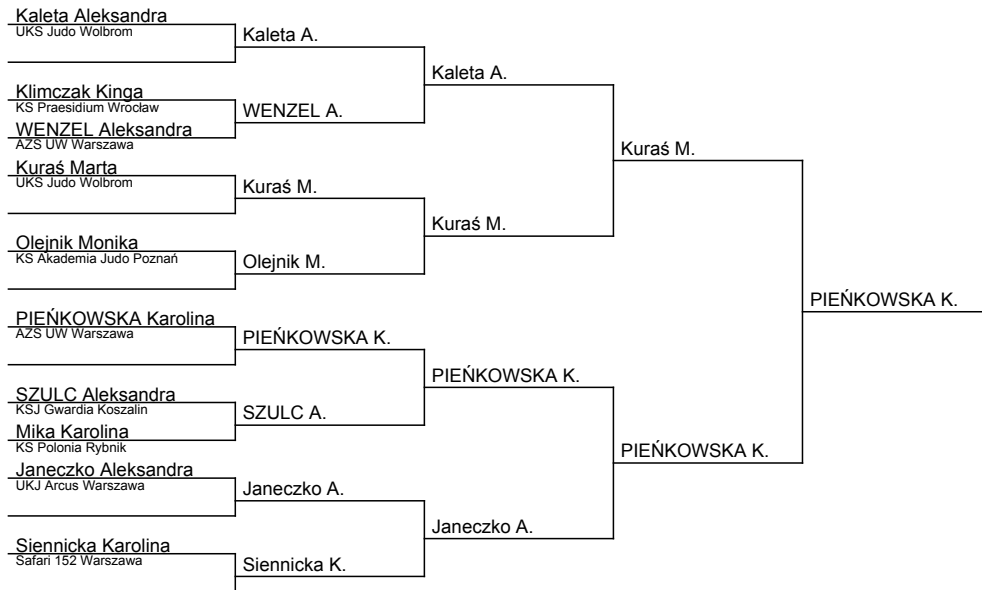 Kaleta Aleksandra
UKS Judo Wolbrom
Klimczak Kinga
KS Praesidium Wrocław
WENZEL Aleksandra
AZS UW Warszawa
Kuraś Marta
UKS Judo Wolbrom
Olejnik Monika
KS Akademia Judo Poznań
PIEŃKOWSKA Karolina
AZS UW Warszawa
SZULC Aleksandra
KSJ Gwardia Koszalin
Mika Karolina
KS Polonia Rybnik
Janeczko Aleksandra
UKJ Arcus Warszawa
Siennicka Karolina
Safari 152 Warszawa
Kaleta A.
WENZEL A.
Kuraś M.
Olejnik M.
PIEŃKOWSKA K.
SZULC A.
Janeczko A.
Siennicka K.
Kaleta A.
Kuraś M.
PIEŃKOWSKA K.
Janeczko A.
Kuraś M.
PIEŃKOWSKA K.
PIEŃKOWSKA K.